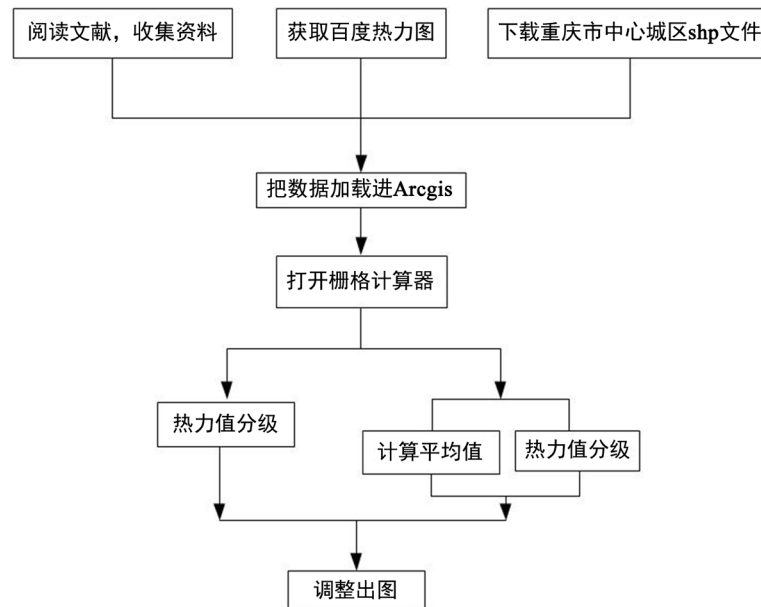 阅读文献，收集资料
获取百度热力图
下载重庆市中心城区shp文件
把数据加载进Arcgis
打开栅格计算器
热力值分级
计算平均值
热力值分级
调整出图